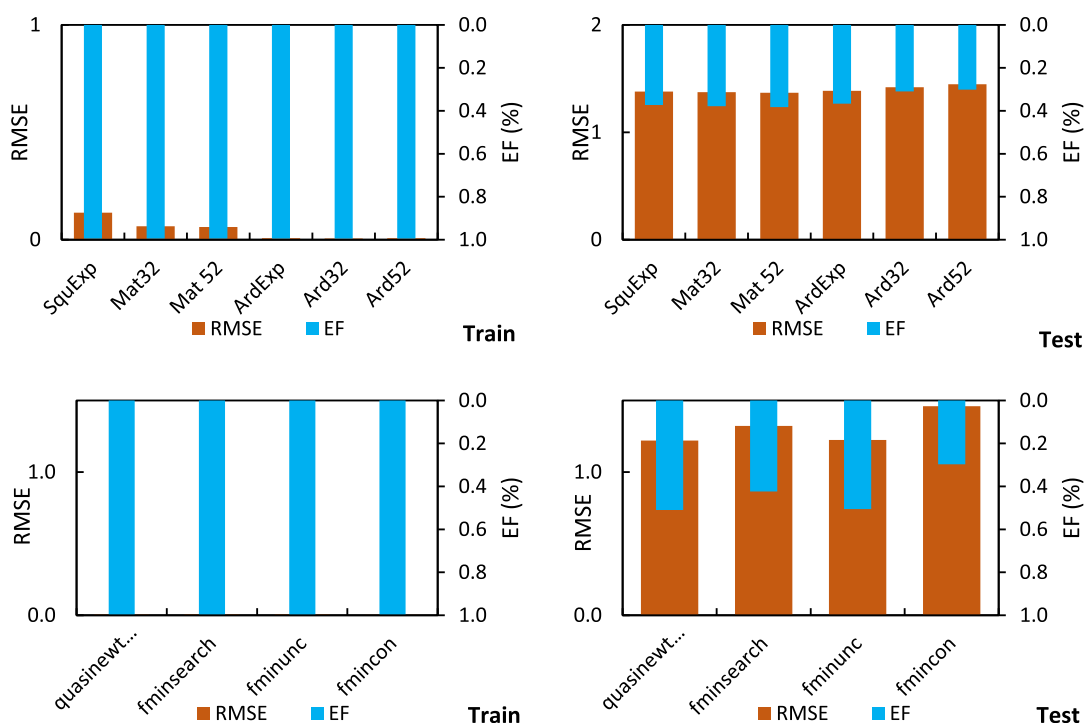 1
0
RMSE
0.0
0.2
0.4
0.6
0.8
1.0
EF (%)
SquExp
Mat32
Mat 52
ArdExp
Ard32
Ard52
RMSE
EF
Train
2
1
0
RMSE
0.0
0.2
0.4
0.6
0.8
1.0
EF (%)
SquExp
Mat32
Mat 52
ArdExp
Ard32
Ard52
RMSE
EF
Test
1.0
0.0
RMSE
0.0
0.2
0.4
0.6
0.8
1.0
EF (%)
quasinewt...
fminsearch
fminunc
fmincon
RMSE
EF
Train
1.0
0.0
RMSE
0.0
0.2
0.4
0.6
0.8
1.0
EF (%)
quasinewt...
fminsearch
fminunc
fmincon
RMSE
EF
Test